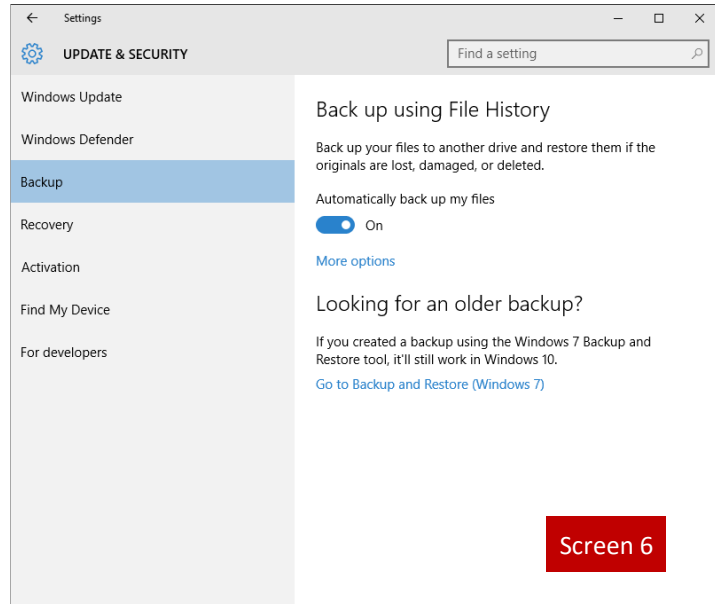 Settings
UPDATE & SECURITY
Find a setting
Windows Update
Windows Defender
Backup
Recovery
Activation
Find My Device
For developers
Back up using File History
Back up your files to another drive and restore them if the
originals are lost, damaged, or deleted.
Automatically back up my files
On
More options
Looking for an older backup?
If you created a backup using the Windows 7 Backup and
Restore tool, it'll still work in Windows 10.
Go to Backup and Restore (Windows 7)
Screen 6